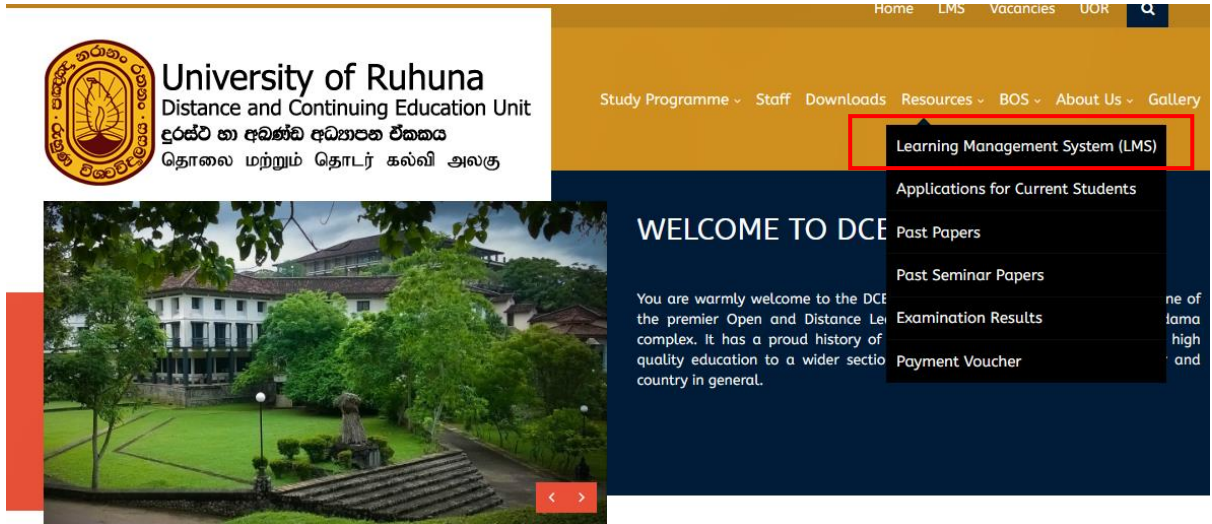 Home LMS Vacancies UOR
University of Ruhuna
Distance and Continuing Education Unit
දුරස්ථ හා අඛණ්ඩ අධ්‍යාපන ඒකකය
தொலை மற்றும் தொடர் கல்வி அலகு
Study Programme Staff Downloads Resources BOS About Us Gallery
Learning Management System (LMS)
Applications for Current Students
Past Papers
Past Seminar Papers
Examination Results
Payment Voucher
WELCOME TO DCE
You are warmly welcome to the DCE ne of
the premier Open and Distance Le dama
complex. It has a proud history of high
quality education to a wider sectio and
country in general.